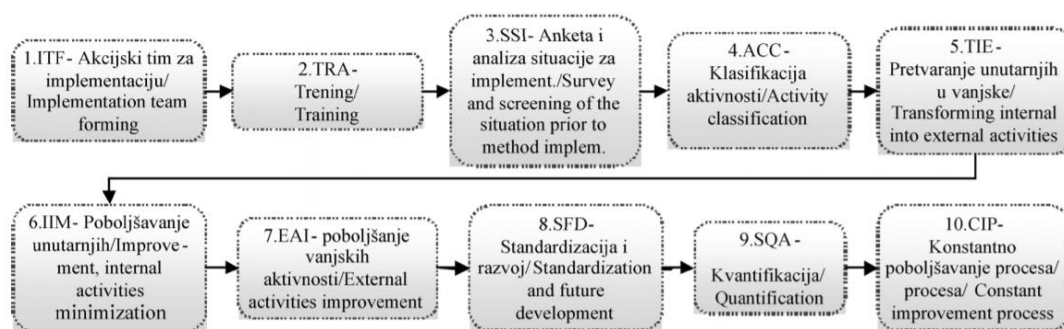 1.ITF- Akcijski tim za
implementaciju/
Implementation team
forming
2.TRA-
Trening/
Training
3.SSI- Anketa i
analiza situacije za
implement./Survey
and screening of the
situation prior to
method implem.
4.ACC-
Klasifikacija
aktivnosti/Activity
classification
5.TIE-
Pretvaranje unutarnjih
u vanjske/
Transforming internal
into external activities
6.IIM- Poboljšavanje
unutarnjih/Improve-
ment, internal
activities
minimization
7.EAI- poboljšanje
vanjskih
aktivnosti/External
activities improvement
8.SFD-
Standardizacija i
razvoj/ Standardization
and future
development
9.SQA -
Kvantifikacija/
Quantification
10.CIP-
Konstantno
poboljšavanje procesa/
procesa/ Constant
improvement process